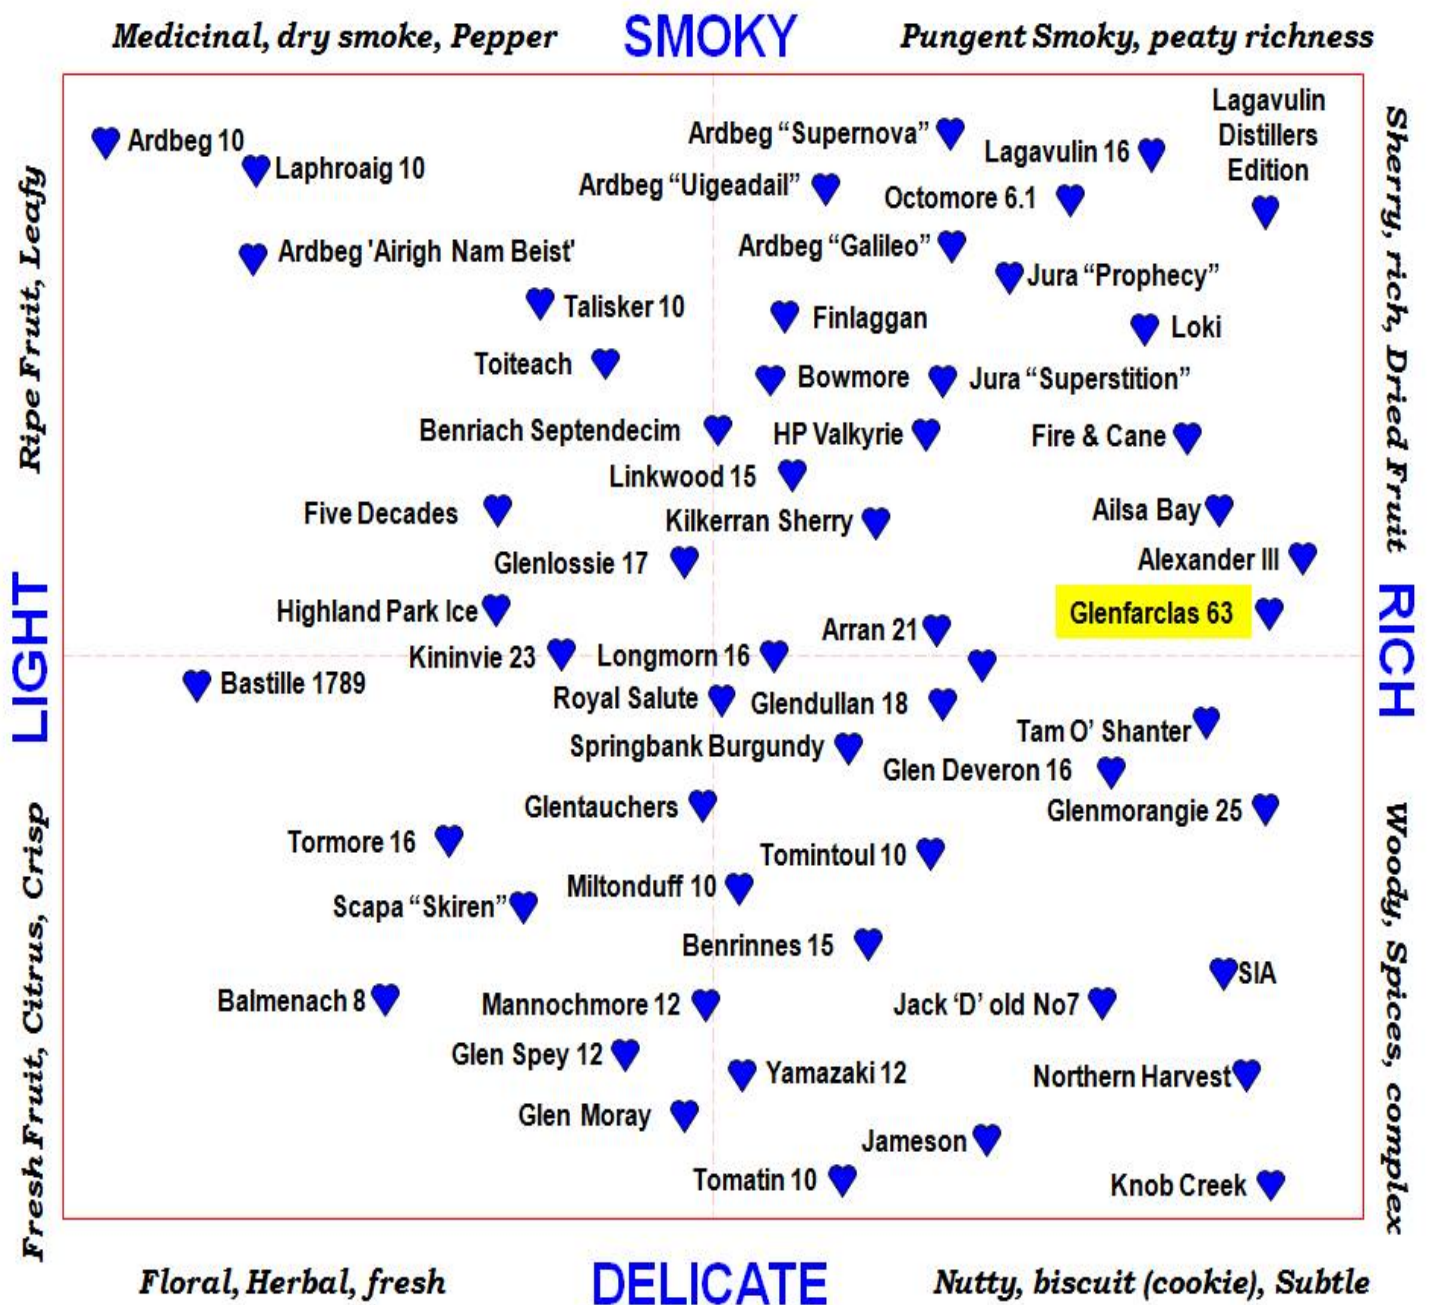 SMOKY
Medicinal, dry smoke, Pepper
Pungent Smoky, peaty richness
Lagavulin
Distillers
Edition
Ardbeg 10
Ardbeg “Supernova”
Lagavulin 16
Laphroaig 10
Ardbeg “Uigeadail”
Octomore 6.1
Ardbeg 'Airigh Nam Beist'
Ardbeg “Galileo”
Jura “Prophecy”
Talisker 10
Finlaggan
Loki
Toiteach
Bowmore
Jura “Superstition”
Benriach Septendecim
HP Valkyrie
Fire & Cane
Linkwood 15
Five Decades
Kilkerran Sherry
Ailsa Bay
Glenlossie 17
Alexander III
Highland Park Ice
Glenfarclas 63
Arran 21
Kininvie 23
Longmorn 16
Bastille 1789
Royal Salute
Glendullan 18
Tam O’ Shanter
Springbank Burgundy
Glen Deveron 16
Glentauchers
Glenmorangie 25
Tormore 16
Tomintoul 10
Miltonduff 10
Scapa “Skiren”
Benrinnes 15
SIA
Balmenach 8
Mannochmore 12
Jack ‘D’ old No7
Glen Spey 12
Yamazaki 12
Northern Harvest
Glen Moray
Jameson
Tomatin 10
Knob Creek
Ripe Fruit, Leafy
LIGHT
Fresh Fruit, Citrus, Crisp
Sherry, rich, Dried Fruit
RICH
Woody, Spices, complex
Floral, Herbal, fresh
DELICATE
Nutty, biscuit (cookie), Subtle